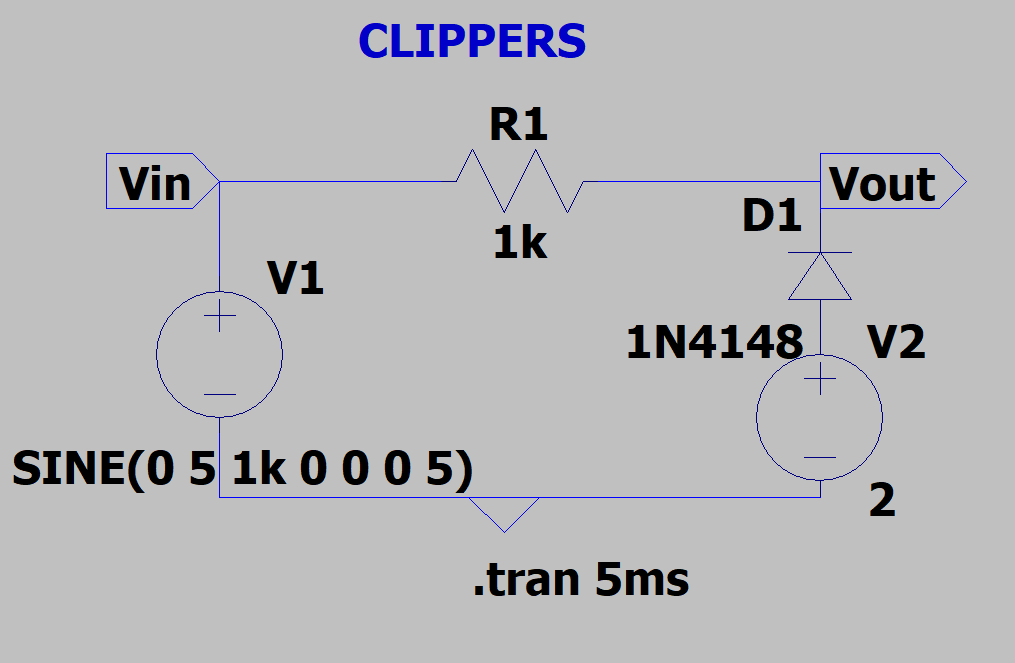 CLIPPERS
R1
Vin
Vout
D1
1k
V1
1N4148
V2
SINE(0 5 1k 0 0 0 5)
2
.tran 5ms